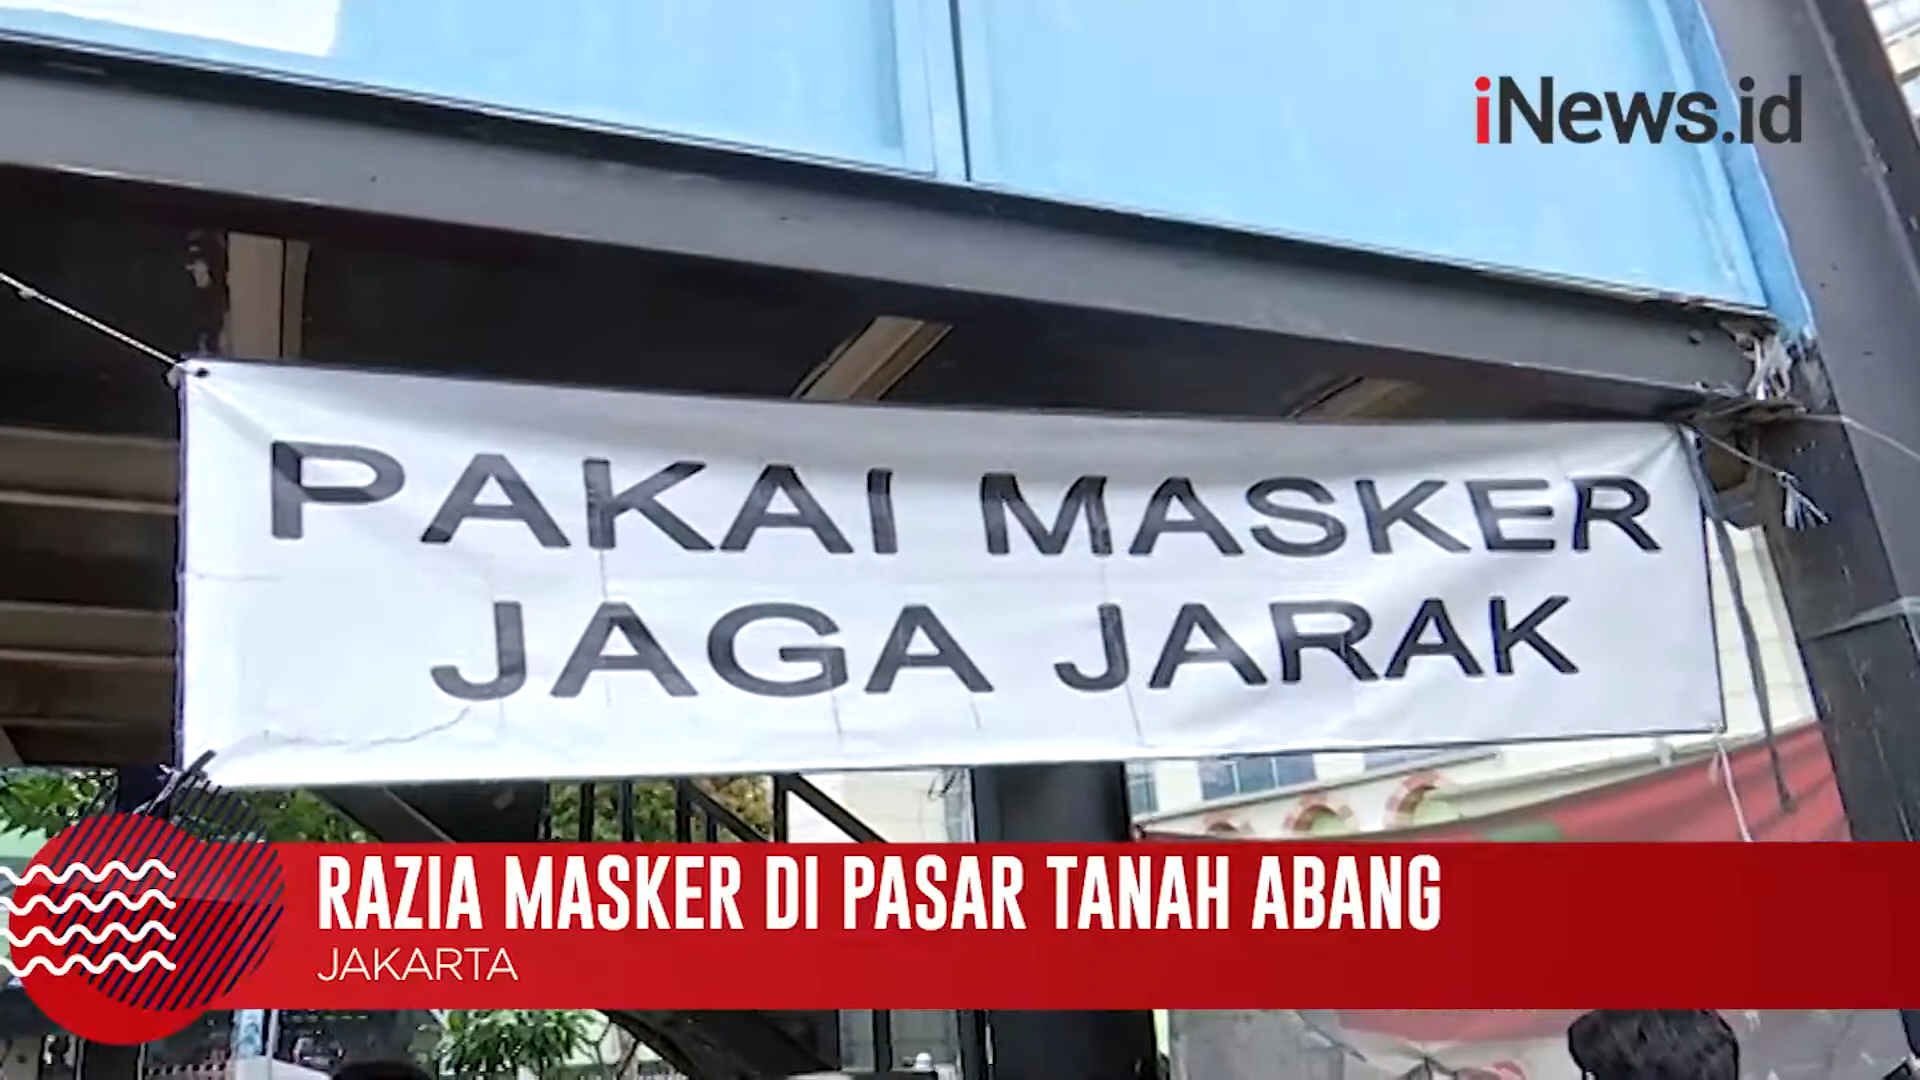 iNews.id
PAKAI MASKER
JAGA JARAK
RAZIA MASKER DI PASAR TANAH ABANG
JAKARTA